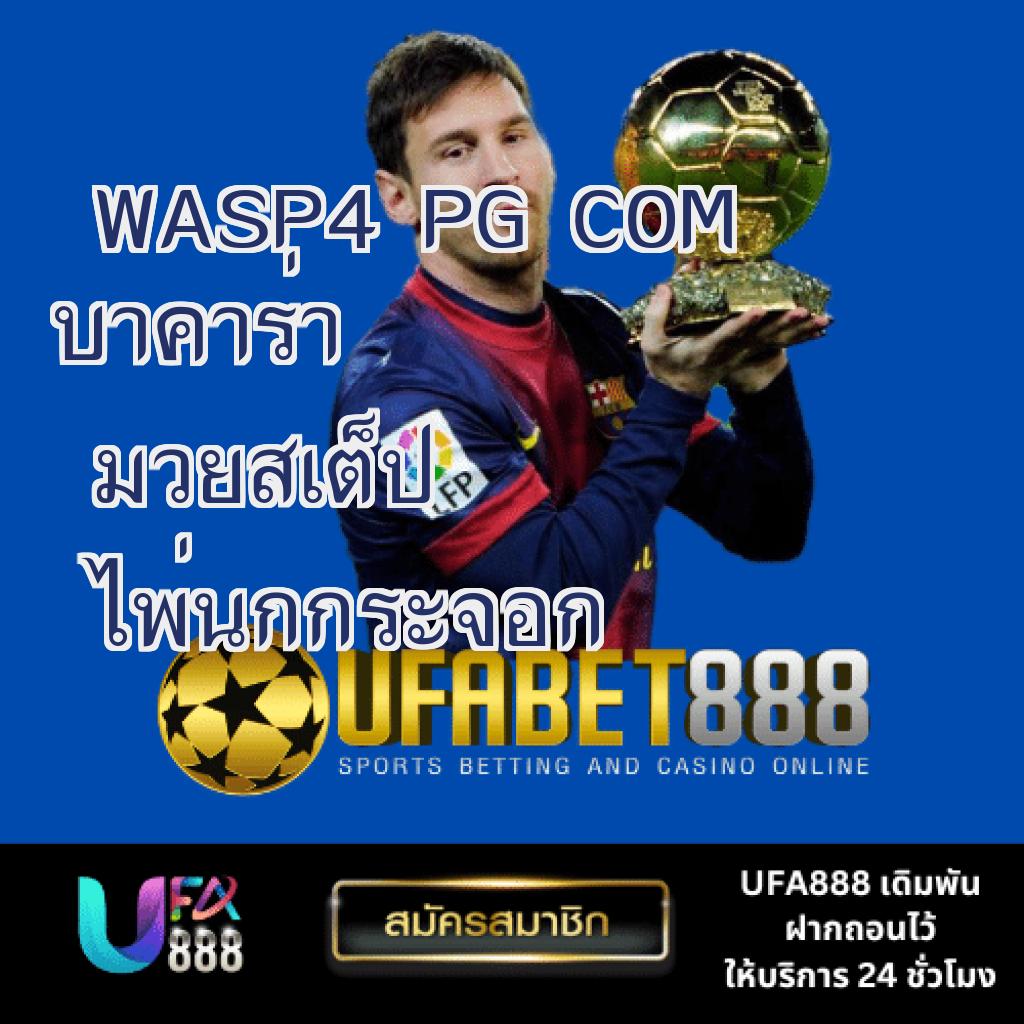 WASP4 PG COM
บาคาร่า
มวยสเต็ป
ไพ่นกกระจอก
LFP
UFABET888
SPORTS BETTING AND CASINO ONLINE
UFA
888
สมัครสมาชิก
UFA888 เดิมพัน
ฝากถอนไว้
ให้บริการ 24 ชั่วโมง